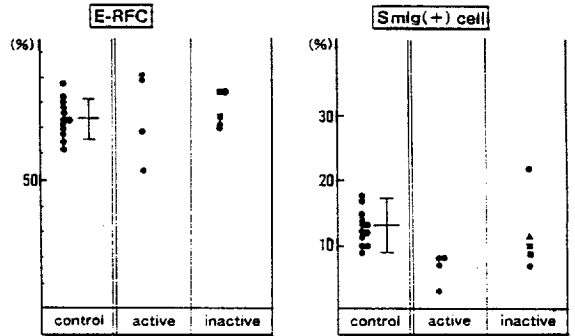 E-RFC
(%)
50
control active inactive
SmIg(+) cell
(%)
30
20
10
control active inactive